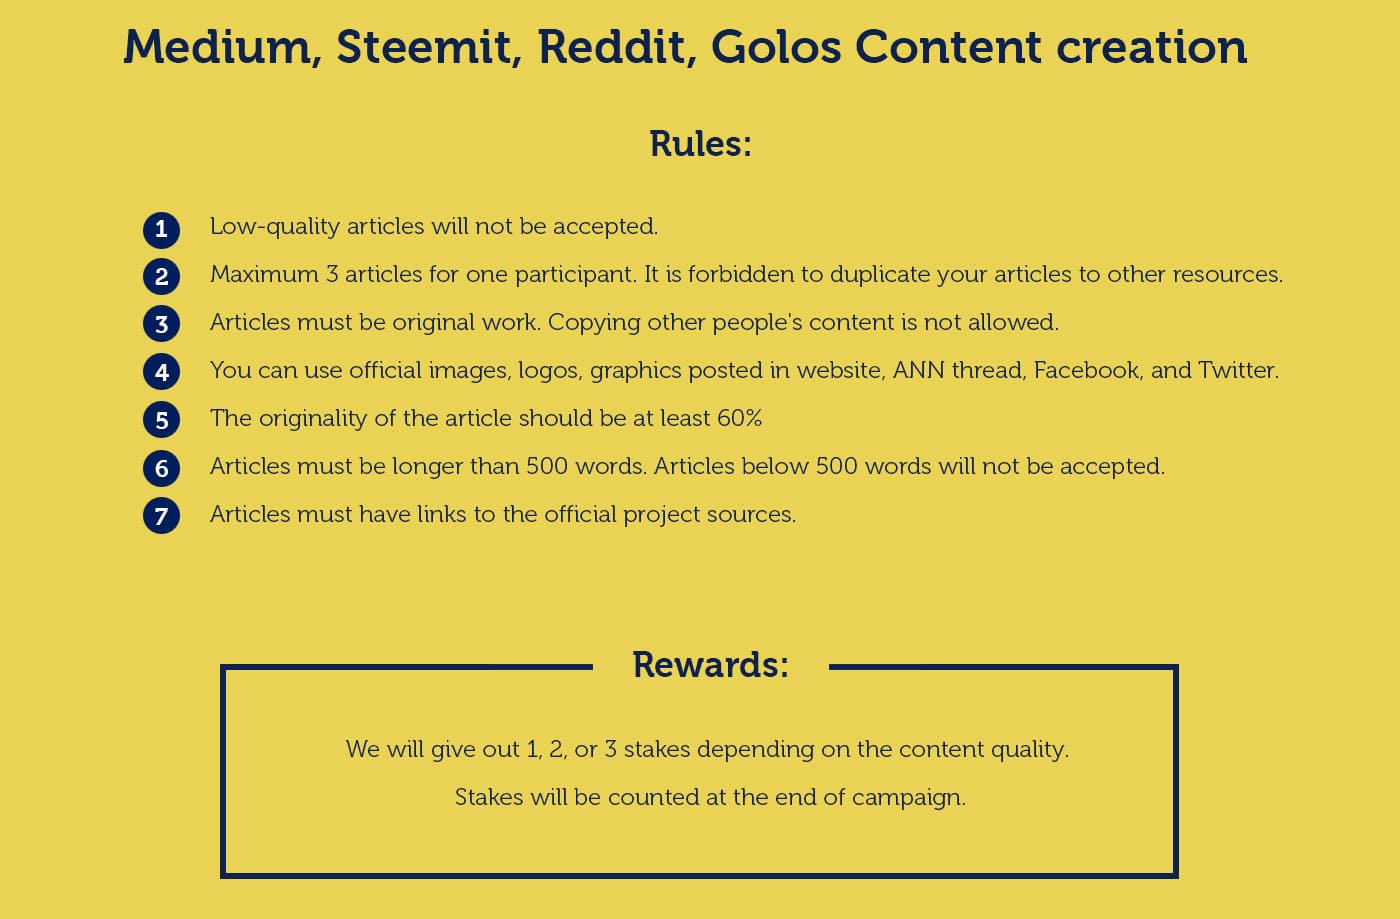 Medium, Steemit, Reddit, Golos Content creation
Rules:
1 Low-quality articles will not be accepted.
2 Maximum 3 articles for one participant. It is forbidden to duplicate your articles to other resources.
3 Articles must be original work. Copying other people's content is not allowed.
4 You can use official images, logos, graphics posted in website, ANN thread, Facebook, and Twitter.
5 The originality of the article should be at least 60%
6 Articles must be longer than 500 words. Articles below 500 words will not be accepted.
7 Articles must have links to the official project sources.
Rewards:
We will give out 1, 2, or 3 stakes depending on the content quality.
Stakes will be counted at the end of campaign.